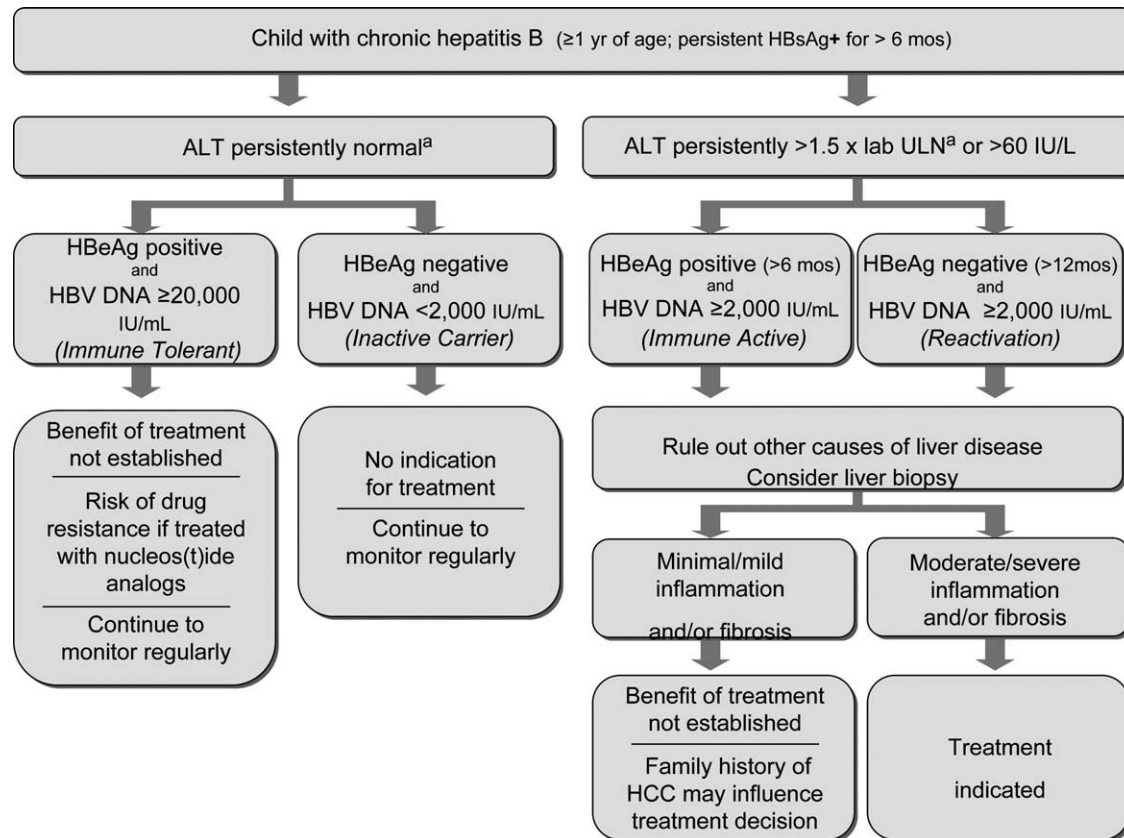 Child with chronic hepatitis B (≥1 yr of age; persistent HBsAg+ for > 6 mos)
ALT persistently normalᵃ
ALT persistently >1.5 x lab ULNᵃ or >60 IU/L
HBeAg positive
and
HBV DNA ≥20,000
IU/mL
(Immune Tolerant)
HBeAg negative
and
HBV DNA <2,000 IU/mL
(Inactive Carrier)
HBeAg positive (>6 mos)
and
HBV DNA ≥2,000 IU/mL
(Immune Active)
HBeAg negative (>12mos)
and
HBV DNA ≥2,000 IU/mL
(Reactivation)
Benefit of treatment
not established
Risk of drug
resistance if treated
with nucleos(t)ide
analogs
Continue to
monitor regularly
No indication
for treatment
Continue to
monitor regularly
Rule out other causes of liver disease
Consider liver biopsy
Minimal/mild
inflammation
and/or fibrosis
Moderate/severe
inflammation
and/or fibrosis
Benefit of treatment
not established
Family history of
HCC may influence
treatment decision
Treatment
indicated